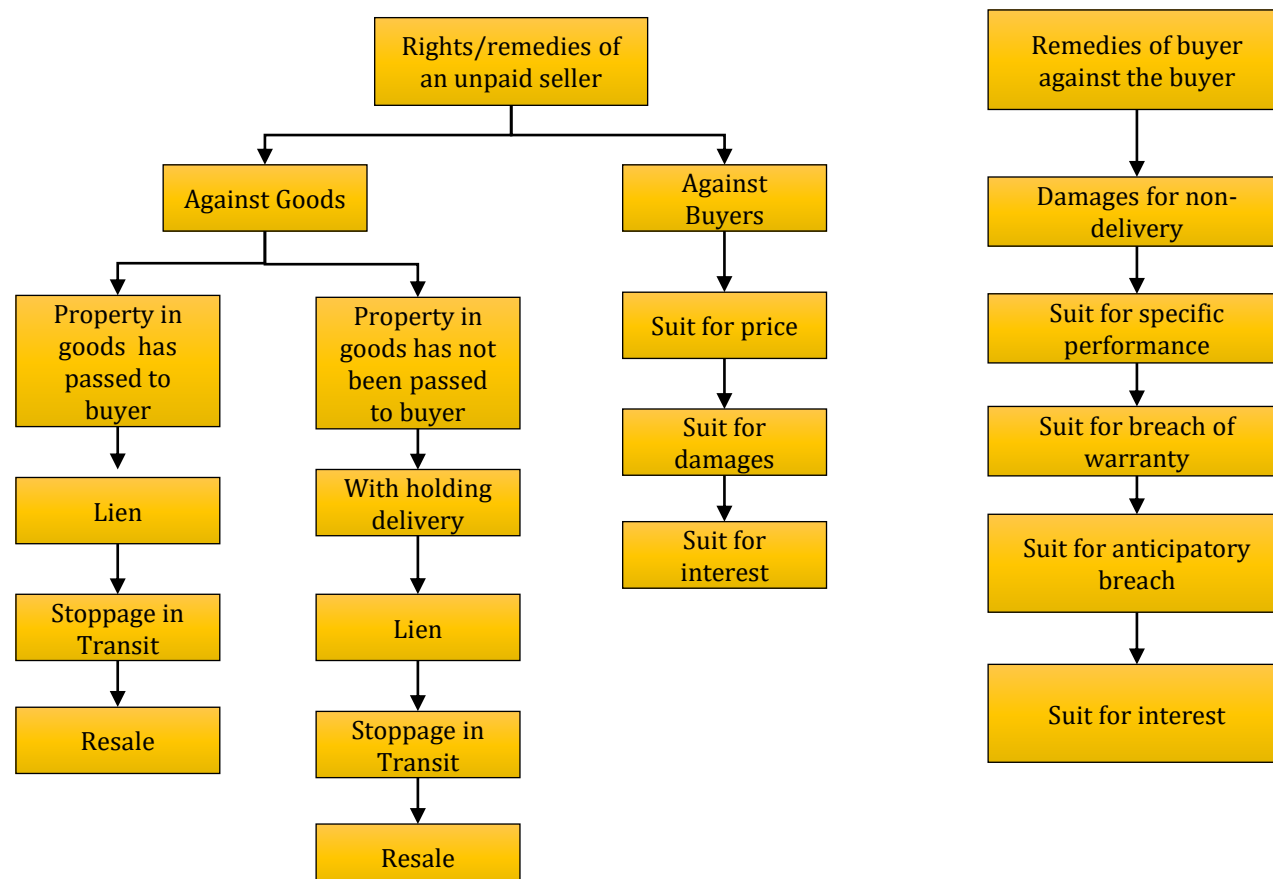 Rights/remedies of
an unpaid seller
Against Goods
Property in
goods has
passed to
buyer
Lien
Stoppage in
Transit
Resale
Property in
goods has not
been passed
to buyer
With holding
delivery
Lien
Stoppage in
Transit
Resale
Against
Buyers
Suit for price
Suit for
damages
Suit for
interest
Remedies of buyer
against the buyer
Damages for non-
delivery
Suit for specific
performance
Suit for breach of
warranty
Suit for anticipatory
breach
Suit for interest